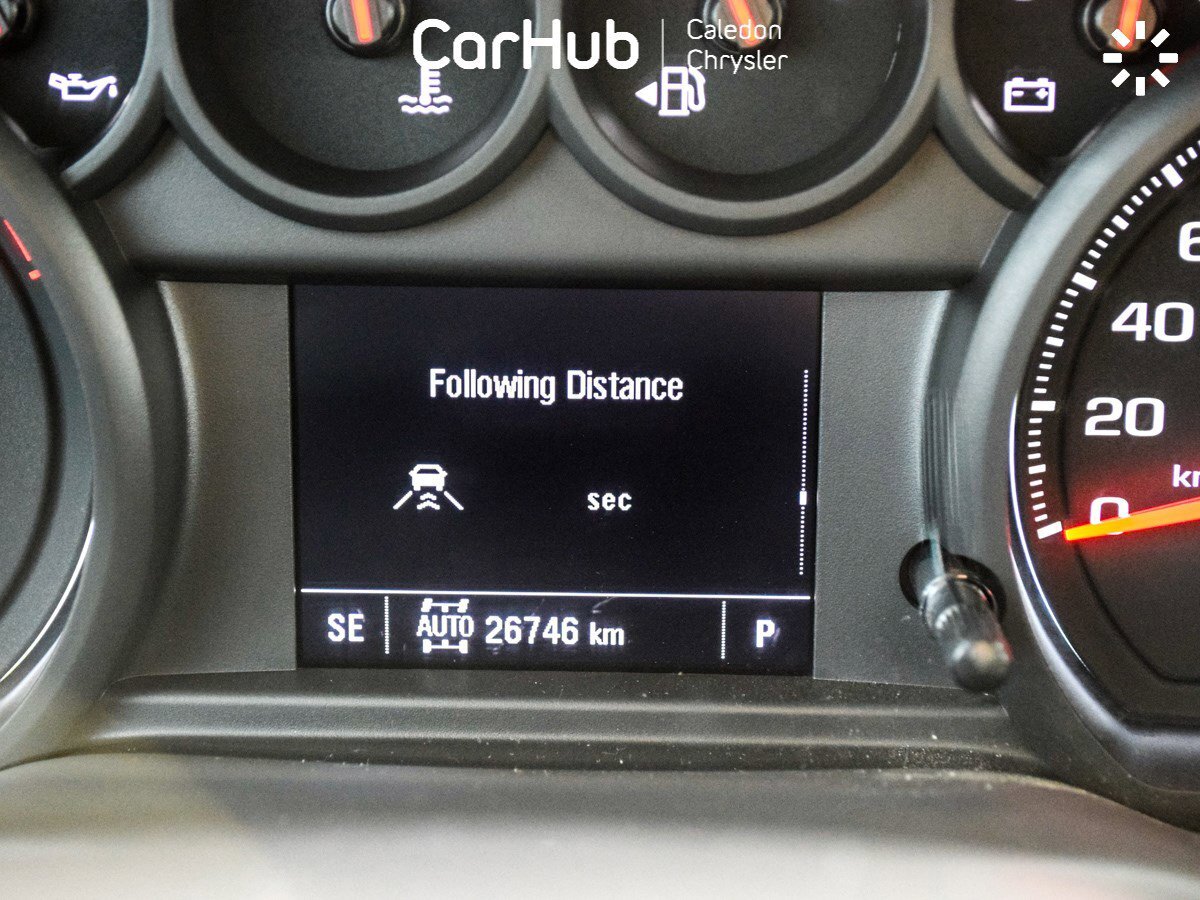 CarHub
Caledon
Chrysler
Following Distance
sec
SE
AUTO
26746 km
P
40
20
0